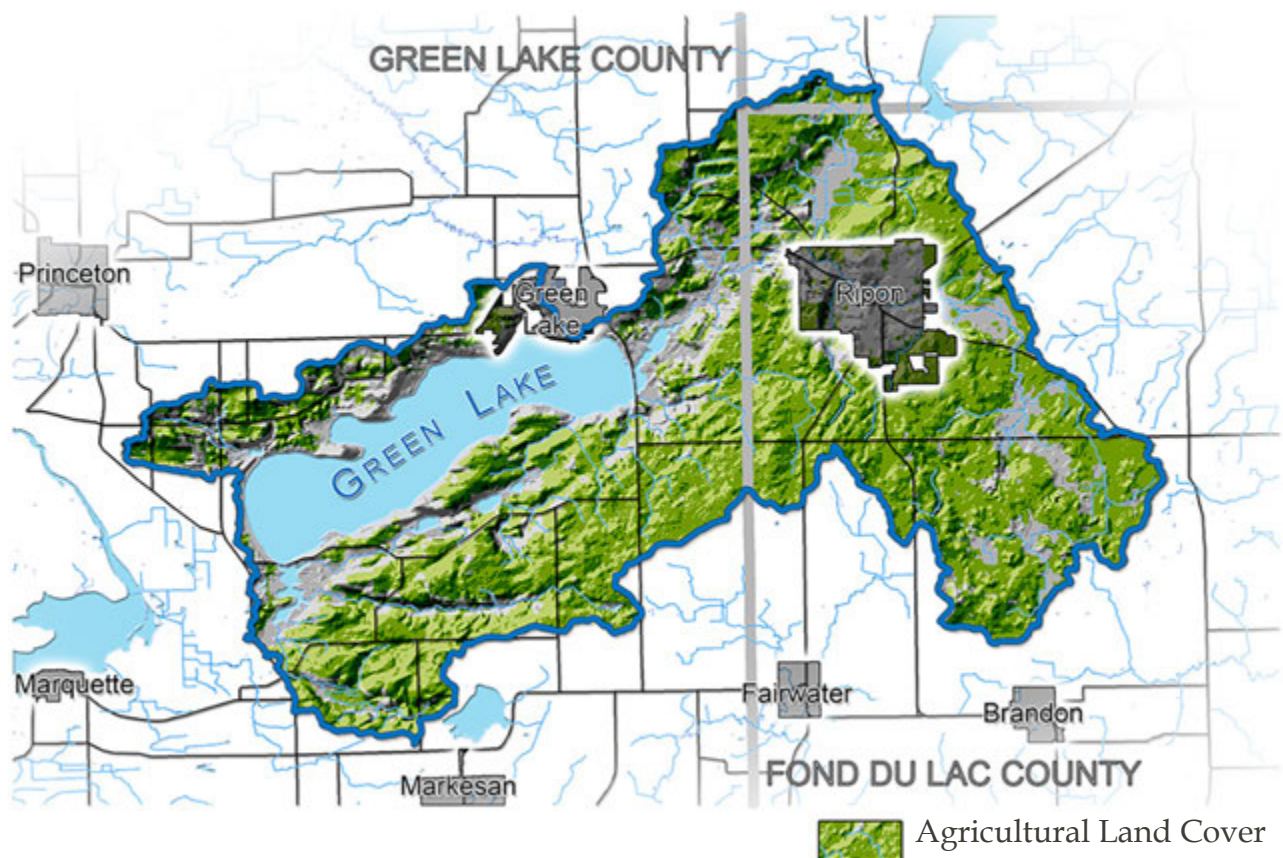 GREEN LAKE COUNTY
Princeton
Green
Lake
Ripon
GREEN LAKE
Marquette
Fairwater
Brandon
Markesan
FOND DU LAC COUNTY
Agricultural Land Cover